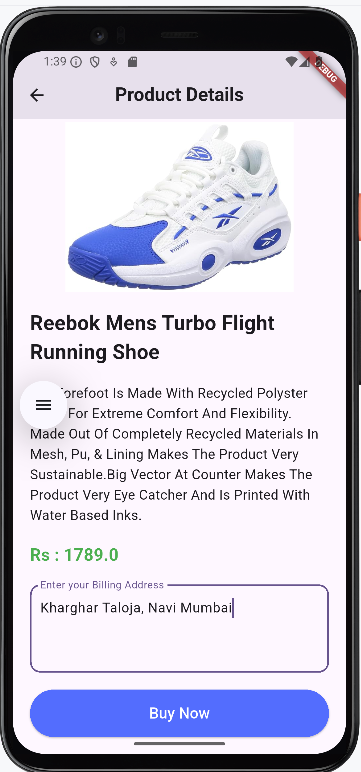 1:39
DEBUG
Product Details
Reebok Mens Turbo Flight
Running Shoe
orefoot Is Made With Recycled Polyster
For Extreme Comfort And Flexibility.
Made Out Of Completely Recycled Materials In
Mesh, Pu, & Lining Makes The Product Very
Sustainable.Big Vector At Counter Makes The
Product Very Eye Catcher And Is Printed With
Water Based Inks.
Rs : 1789.0
Enter your Billing Address
Kharghar Taloja, Navi Mumbai
Buy Now